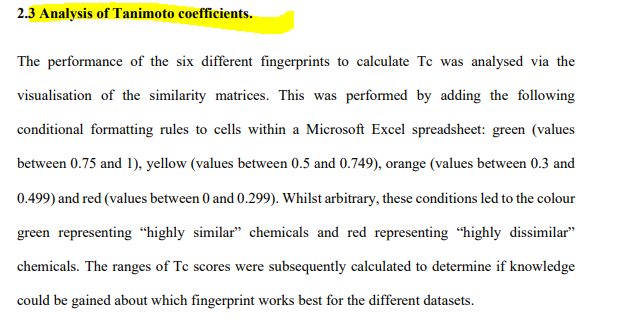 2.3 Analysis of Tanimoto coefficients.
The performance of the six different fingerprints to calculate Tc was analysed via the
visualisation of the similarity matrices. This was performed by adding the following
conditional formatting rules to cells within a Microsoft Excel spreadsheet: green (values
between 0.75 and 1), yellow (values between 0.5 and 0.749), orange (values between 0.3 and
0.499) and red (values between 0 and 0.299). Whilst arbitrary, these conditions led to the colour
green representing “highly similar” chemicals and red representing “highly dissimilar”
chemicals. The ranges of Tc scores were subsequently calculated to determine if knowledge
could be gained about which fingerprint works best for the different datasets.